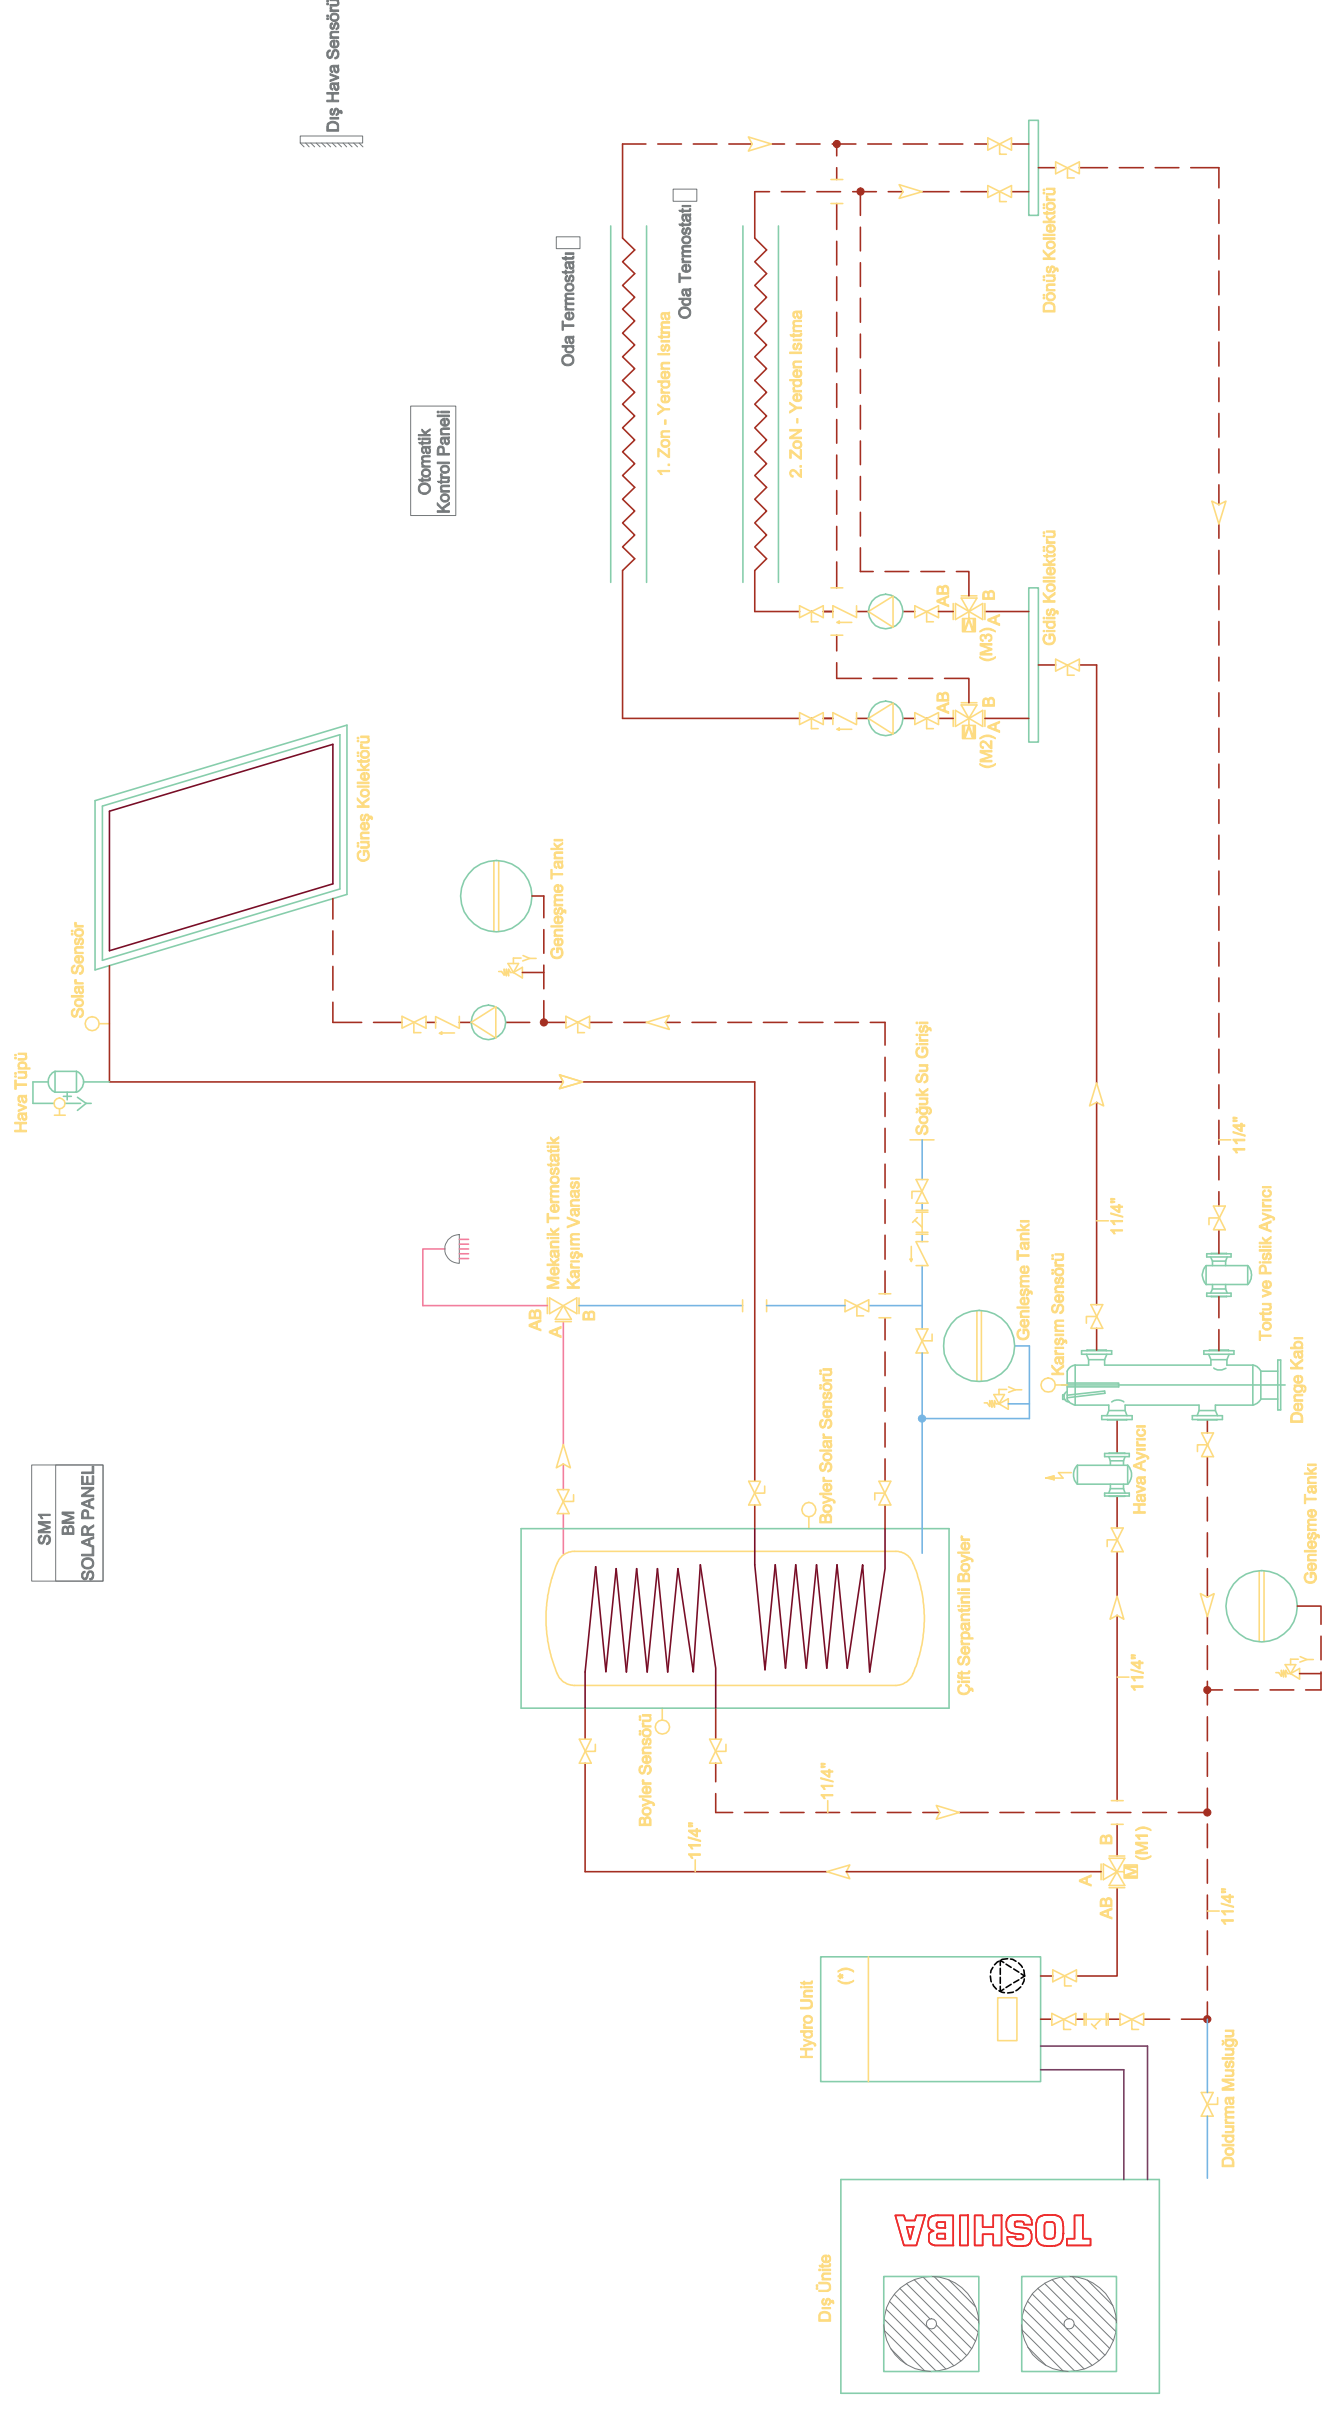 Dış Hava Sensörü
Oda Termostatı
Oda Termostatı
1. Zon - Yerden Isıtma
2. ZoN - Yerden Isıtma
Dönüş Kollektörü
Otomatik
Kontrol Paneli
AB
B
A
M
(M3)
AB
B
A
M
(M2)
Gidiş Kollektörü
Güneş Kollektörü
Solar Sensör
Hava Tüpü
Genleşme Tankı
Soğuk Su Girişi
Mekanik Termostatik
Karışım Vanası
AB
A
B
Genleşme Tankı
Karışım Sensörü
11/4"
11/4"
Tortu ve Pislik Ayırıcı
Denge Kabı
Hava Ayırıcı
Genleşme Tankı
SM1
BM
SOLAR PANEL
Boyler Solar Sensörü
Çift Serpantinli Boyler
Boyler Sensörü
11/4"
11/4"
11/4"
B
(M1)
A
M
AB
11/4"
Hydro Unit
(*)
Doldurma Musluğu
Dış Ünite
TOSHIBA